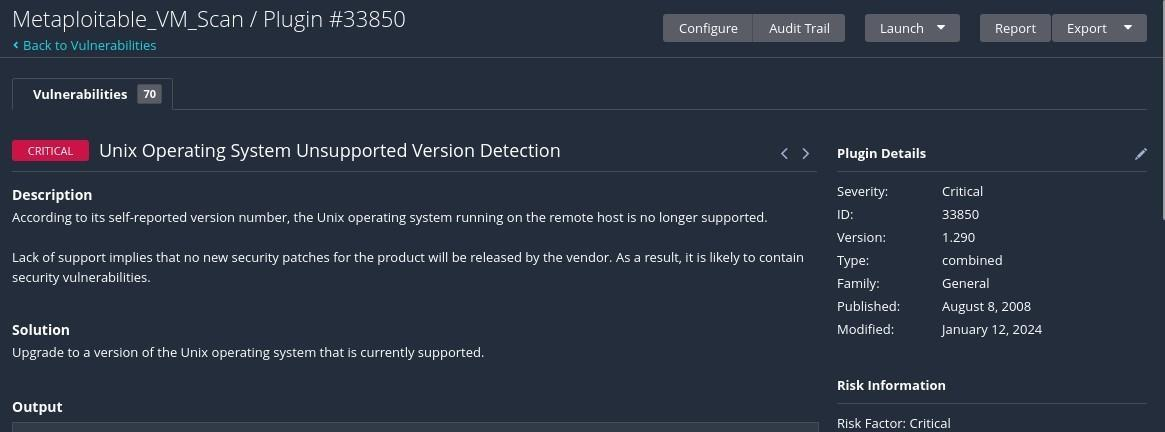 Metaploitable_VM_Scan / Plugin #33850
Back to Vulnerabilities
Configure
Audit Trail
Launch
Report
Export
Vulnerabilities 70
CRITICAL Unix Operating System Unsupported Version Detection
Description
According to its self-reported version number, the Unix operating system running on the remote host is no longer supported.
Lack of support implies that no new security patches for the product will be released by the vendor. As a result, it is likely to contain
security vulnerabilities.
Solution
Upgrade to a version of the Unix operating system that is currently supported.
Output
Plugin Details
Severity: Critical
ID: 33850
Version: 1.290
Type: combined
Family: General
Published: August 8, 2008
Modified: January 12, 2024
Risk Information
Risk Factor: Critical